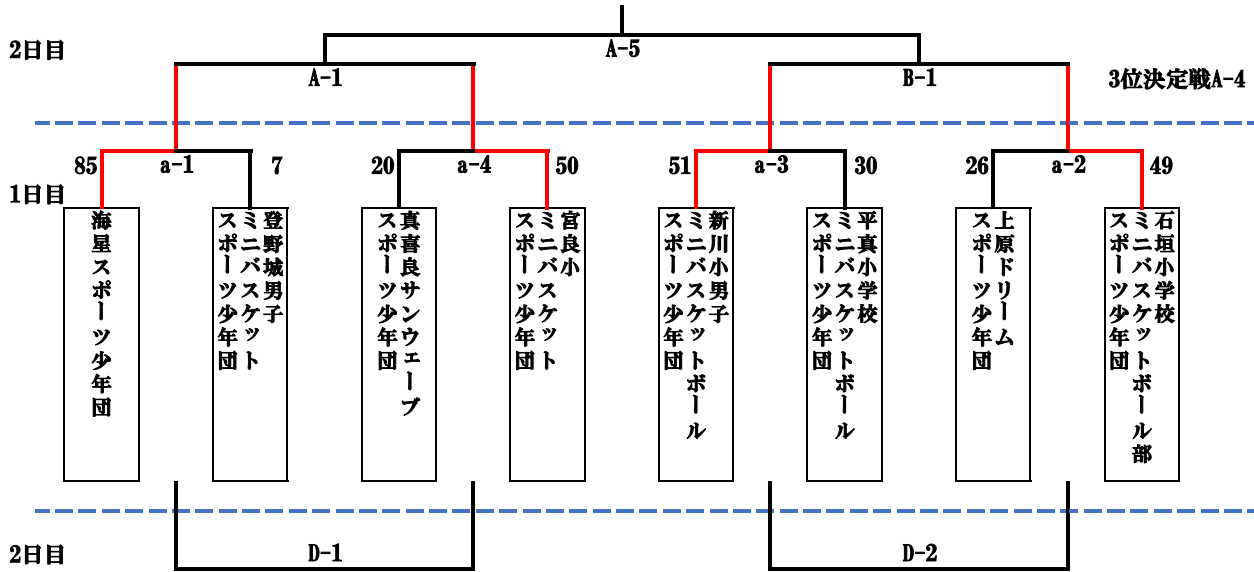 2日目
A-5
A-1
B-1
3位決定戦A-4
85
a-1
7
20
a-4
50
51
a-3
30
26
a-2
49
1日目
海星スポーツ少年団
登野城男子
ミニバスケット
スポーツ少年団
真喜良サンウェーブ
スポーツ少年団
宮良小
ミニバスケット
スポーツ少年団
新川小男子
ミニバスケットボール
スポーツ少年団
平真小学校
ミニバスケットボール
スポーツ少年団
上原ドリーム
スポーツ少年団
石垣小学校
ミニバスケットボール部
スポーツ少年団
2日目
D-1
D-2